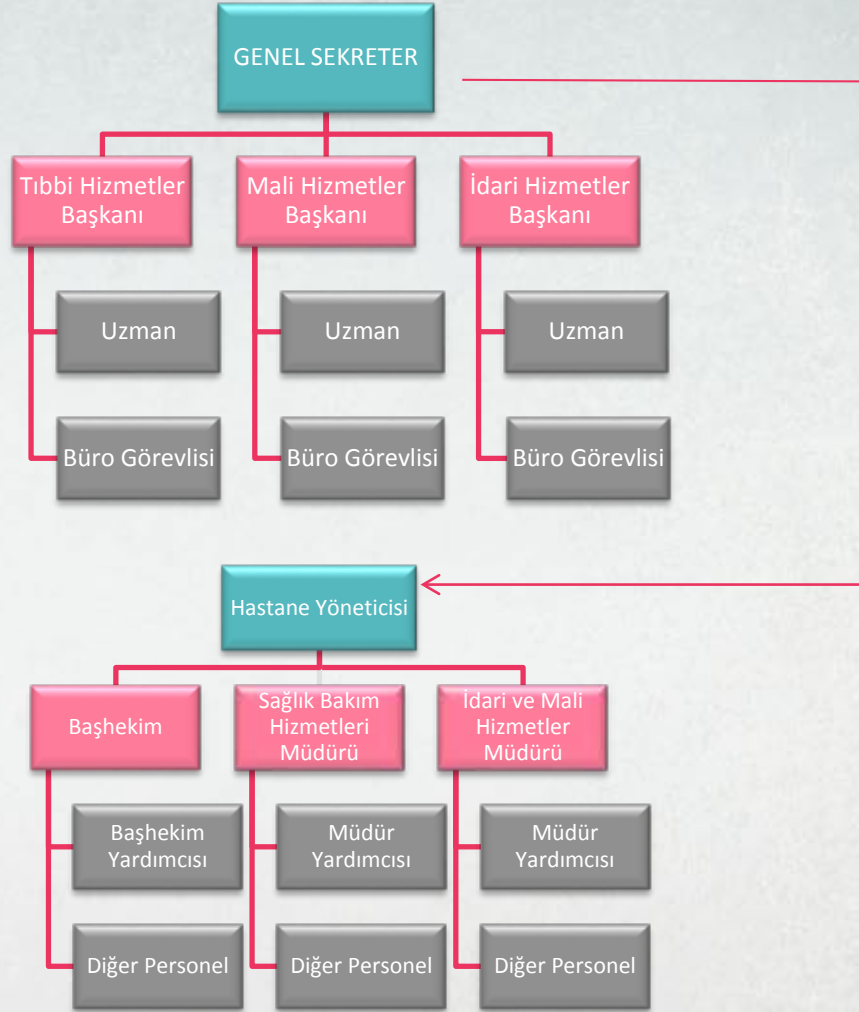 GENEL SEKRETER
Tıbbi Hizmetler
Başkanı
Mali Hizmetler
Başkanı
İdari Hizmetler
Başkanı
Uzman
Uzman
Uzman
Büro Görevlisi
Büro Görevlisi
Büro Görevlisi
Hastane Yöneticisi
Başhekim
Sağlık Bakım
Hizmetleri
Müdürü
İdari ve Mali
Hizmetler
Müdürü
Başhekim
Yardımcısı
Müdür
Yardımcısı
Müdür
Yardımcısı
Diğer Personel
Diğer Personel
Diğer Personel